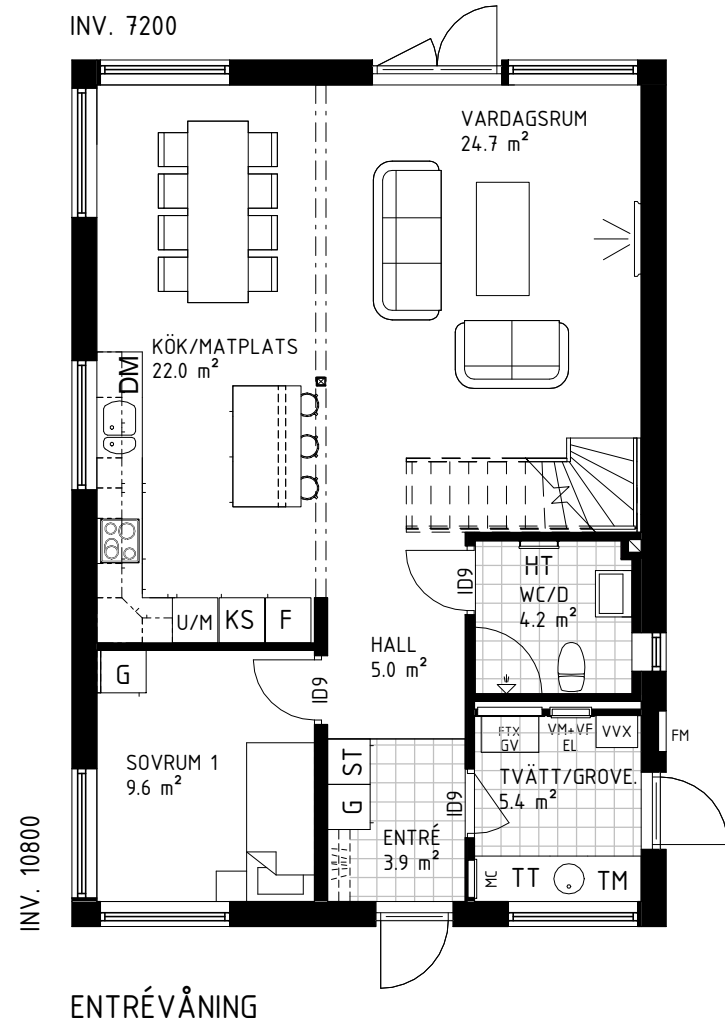 INV. 7200
VARDAGSRUM
24.7 m²
KÖK/MATPLATS
22.0 m²
DM
HT
ID9
WC/D
4.2 m²
U/M
KS
F
HALL
5.0 m²
G
ID9
FTX
GV
VM+VF
EL
VVX
FM
SOVRUM 1
9.6 m²
ST
TVÄTT/GROVE.
5.4 m²
G
ID9
ENTRÉ
3.9 m²
MC
TT
TM
INV. 10800
ENTRÉVÅNING